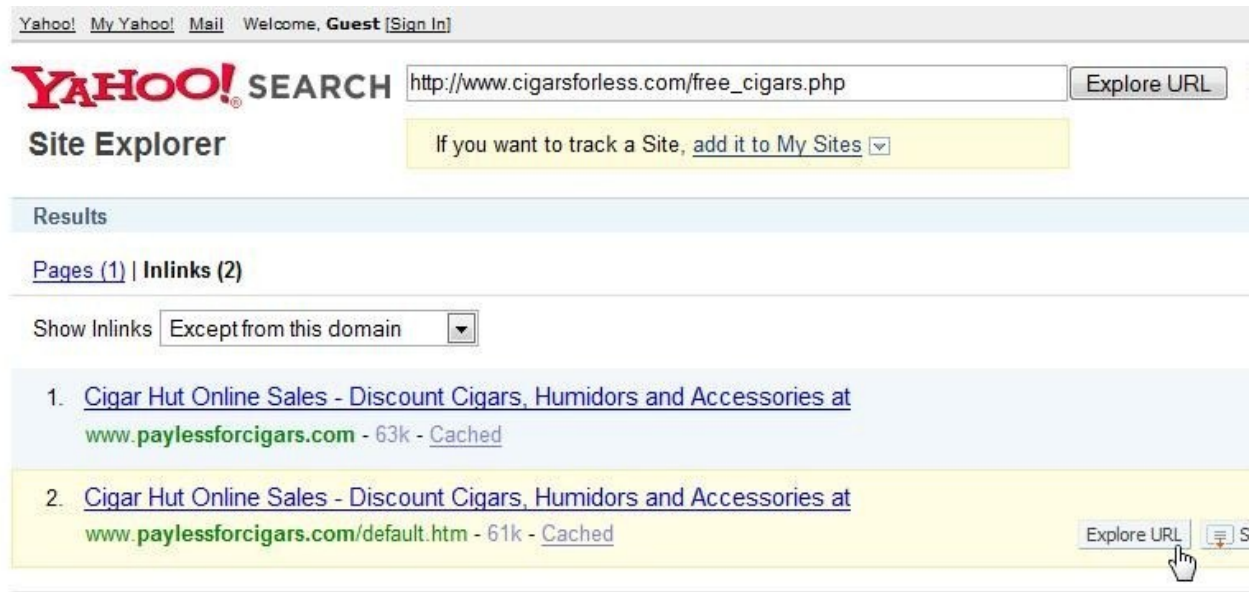 Yahoo! My Yahoo! Mail Welcome, Guest [Sign In]
YAHOO!® SEARCH http://www.cigarsforless.com/free_cigars.php Explore URL
Site Explorer If you want to track a Site, add it to My Sites
Results
Pages (1) | Inlinks (2)
Show Inlinks Except from this domain
1. Cigar Hut Online Sales - Discount Cigars, Humidors and Accessories at
www.paylessforcigars.com - 63k - Cached
2. Cigar Hut Online Sales - Discount Cigars, Humidors and Accessories at
www.paylessforcigars.com/default.htm - 61k - Cached
Explore URL S